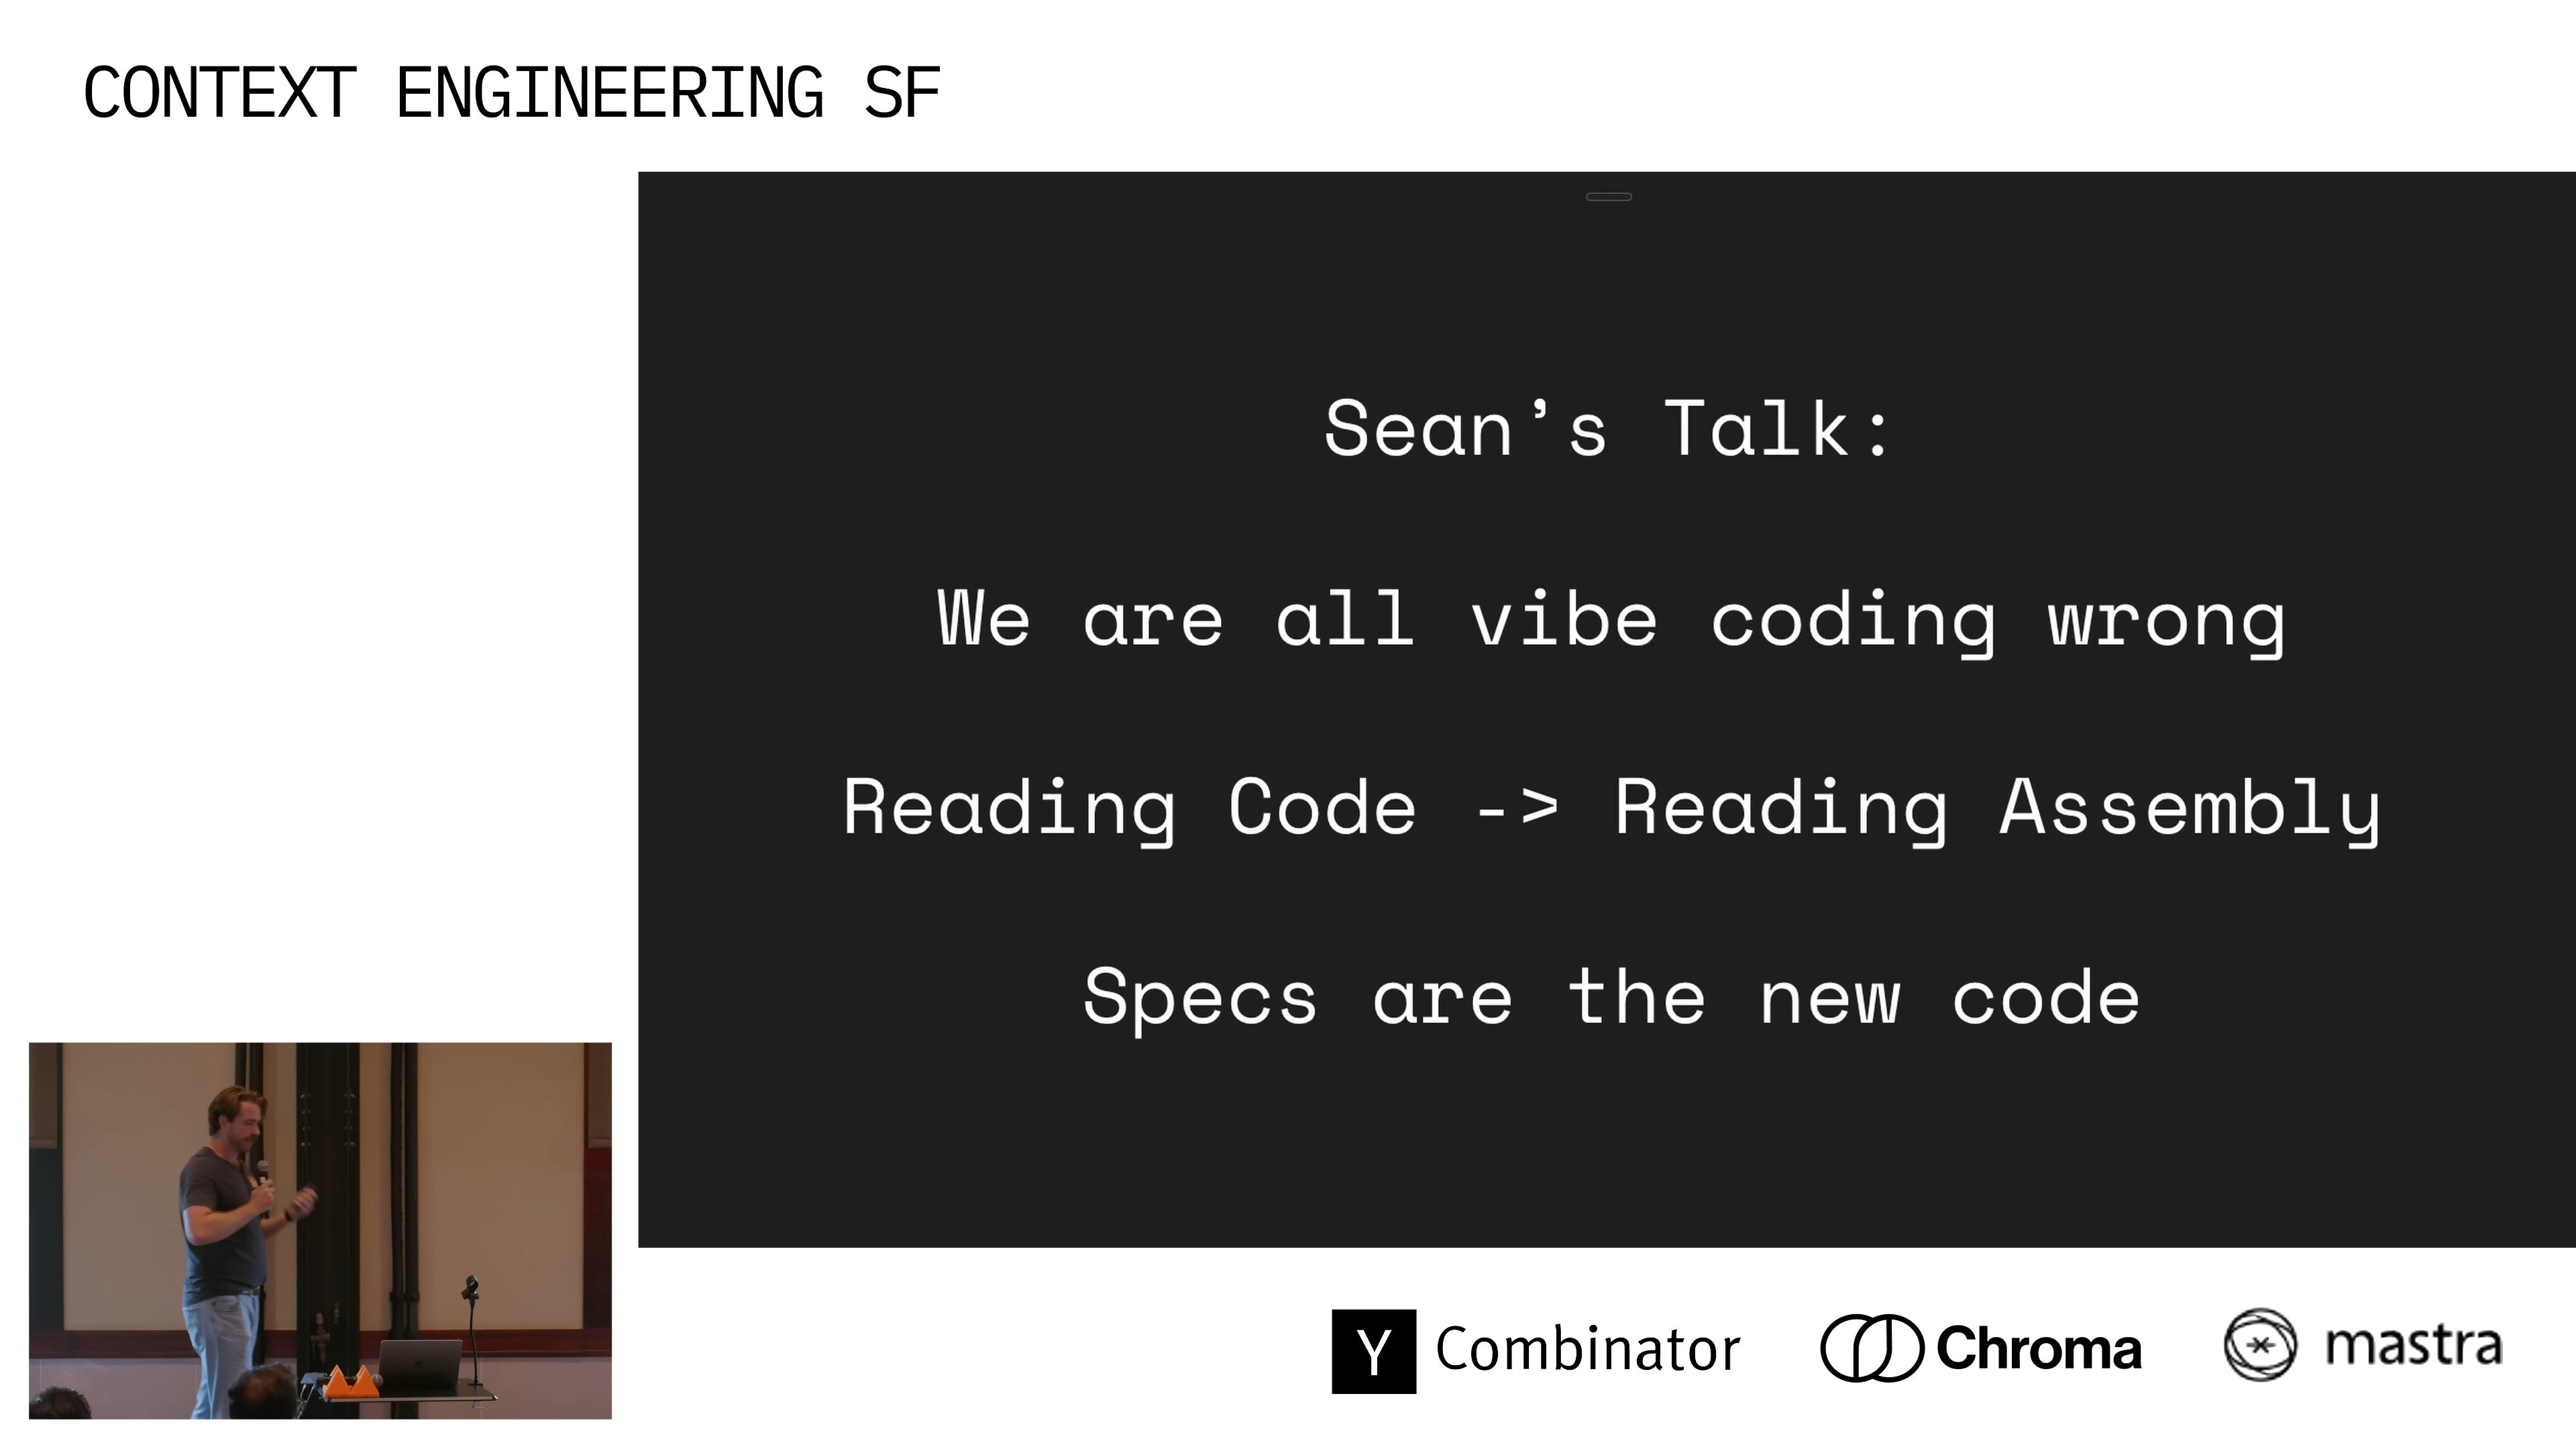 CONTEXT ENGINEERING SF
Sean’s Talk:
We are all vibe coding wrong
Reading Code -> Reading Assembly
Specs are the new code
Y Combinator
Chroma
mastra